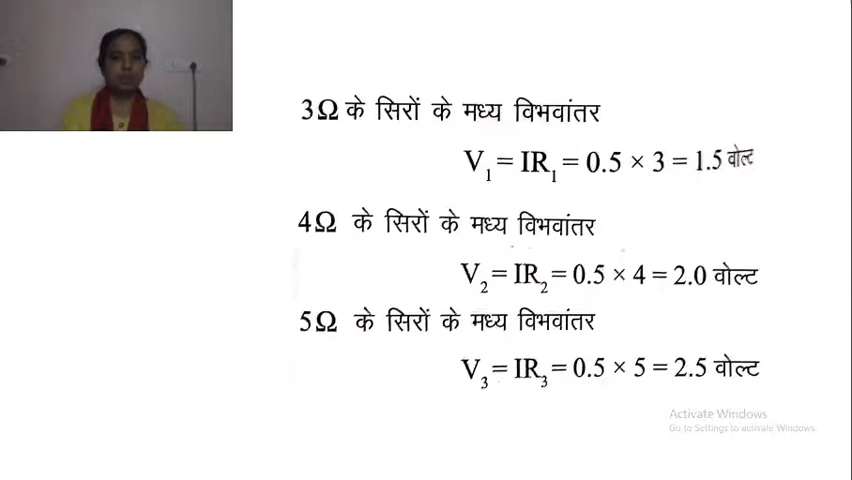 3Ω के सिरों के मध्य विभवांतर
V₁ = IR₁ = 0.5 × 3 = 1.5 वोल्ट
4Ω के सिरों के मध्य विभवांतर
V₂ = IR₂ = 0.5 × 4 = 2.0 वोल्ट
5Ω के सिरों के मध्य विभवांतर
V₃ = IR₃ = 0.5 × 5 = 2.5 वोल्ट
Activate Windows
Go to Settings to activate Windows.